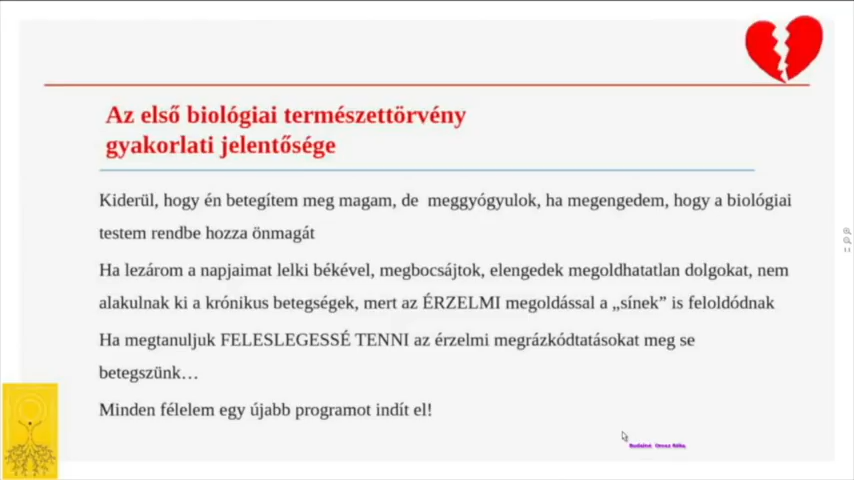 Az első biológiai természettörvény
gyakorlati jelentősége
Kiderül, hogy én betegítem meg magam, de meggyógyulok, ha megengedem, hogy a biológiai
testem rendbe hozza önmagát
Ha lezárom a napjaimat lelki békével, megbocsájtok, elengedek megoldhatatlan dolgokat, nem
alakulnak ki a krónikus betegségek, mert az ÉRZELMI megoldással a „sínek” is feloldódnak
Ha megtanuljuk FELESLEGESSÉ TENNI az érzelmi megrázkódtatásokat meg se
betegszünk…
Minden félelem egy újabb programot indít el!